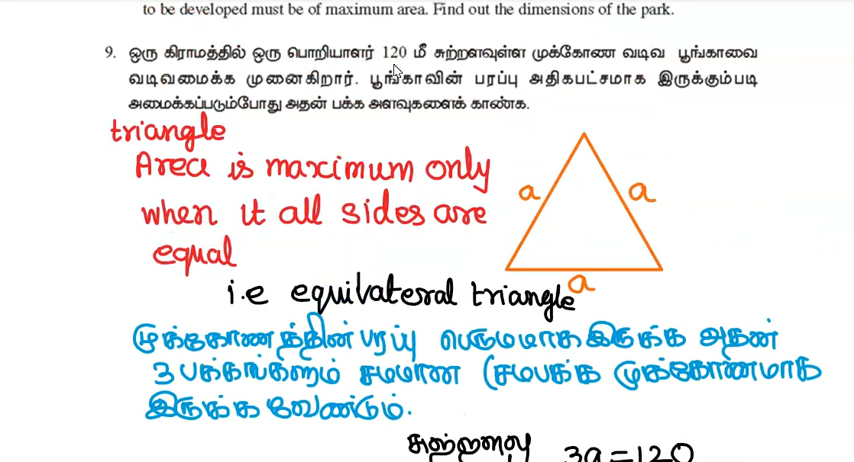 to be developed must be of maximum area. Find out the dimensions of the park.
9. ஒரு கிராமத்தில் ஒரு பொறியாளர் 120 மீ சுற்றளவுள்ள முக்கோண வடிவ பூங்காவை
வடிவமைக்க முனைகிறார். பூங்காவின் பரப்பு அதிகபட்சமாக இருக்கும்படி
அமைக்கப்படும்போது அதன் பக்க அளவுகளைக் காண்க.
triangle
Area is maximum only
when it all sides are
equal
a
a
a
i.e equilateral triangle
முக்கோணத்தின் பரப்பு பெருமமாக இருக்க அதன்
3 பக்கங்களும் சமமான (சமபக்க முக்கோணமாக
இருக்க வேண்டும்.
சுற்றளவு 3a = 120